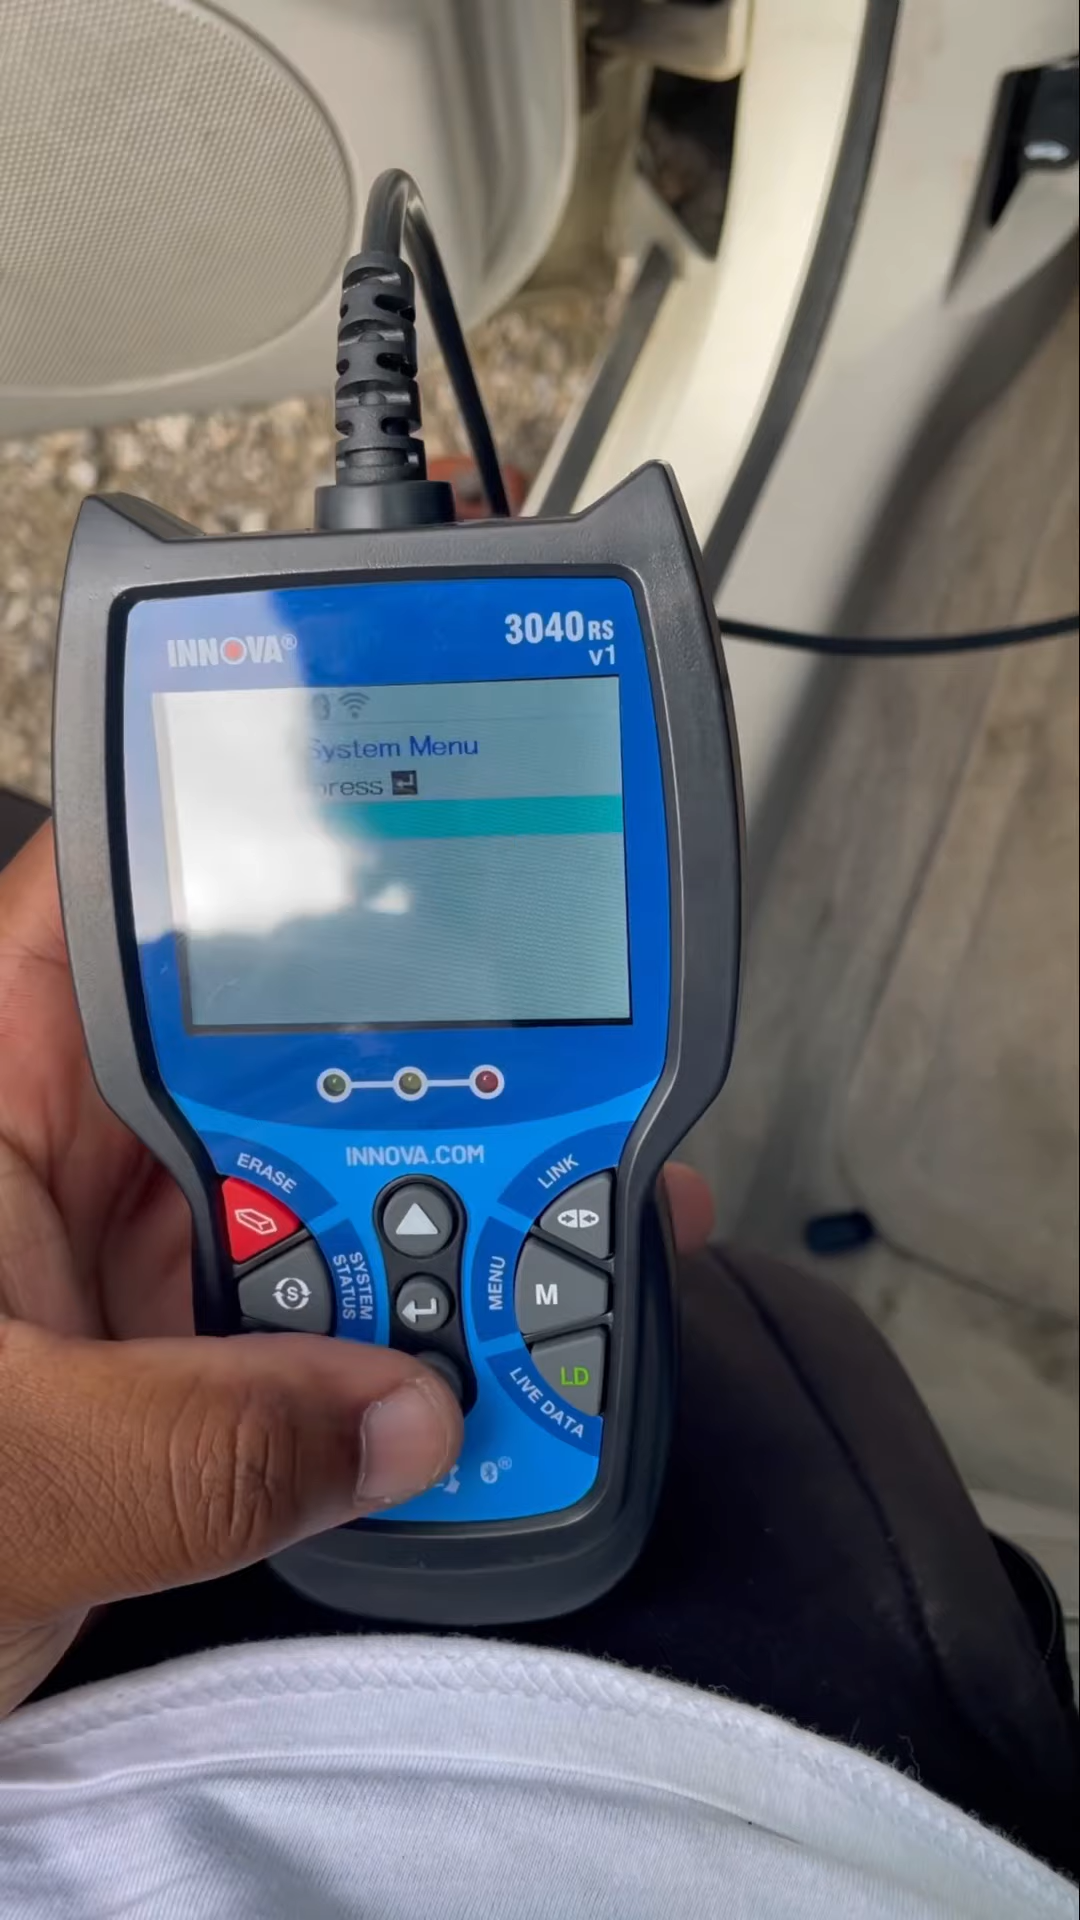 INNOVA®
3040RS
v1
System Menu
press
ERASE
INNOVA.COM
LINK
SYSTEM
STATUS
S
MENU
M
LD
LIVE DATA
®